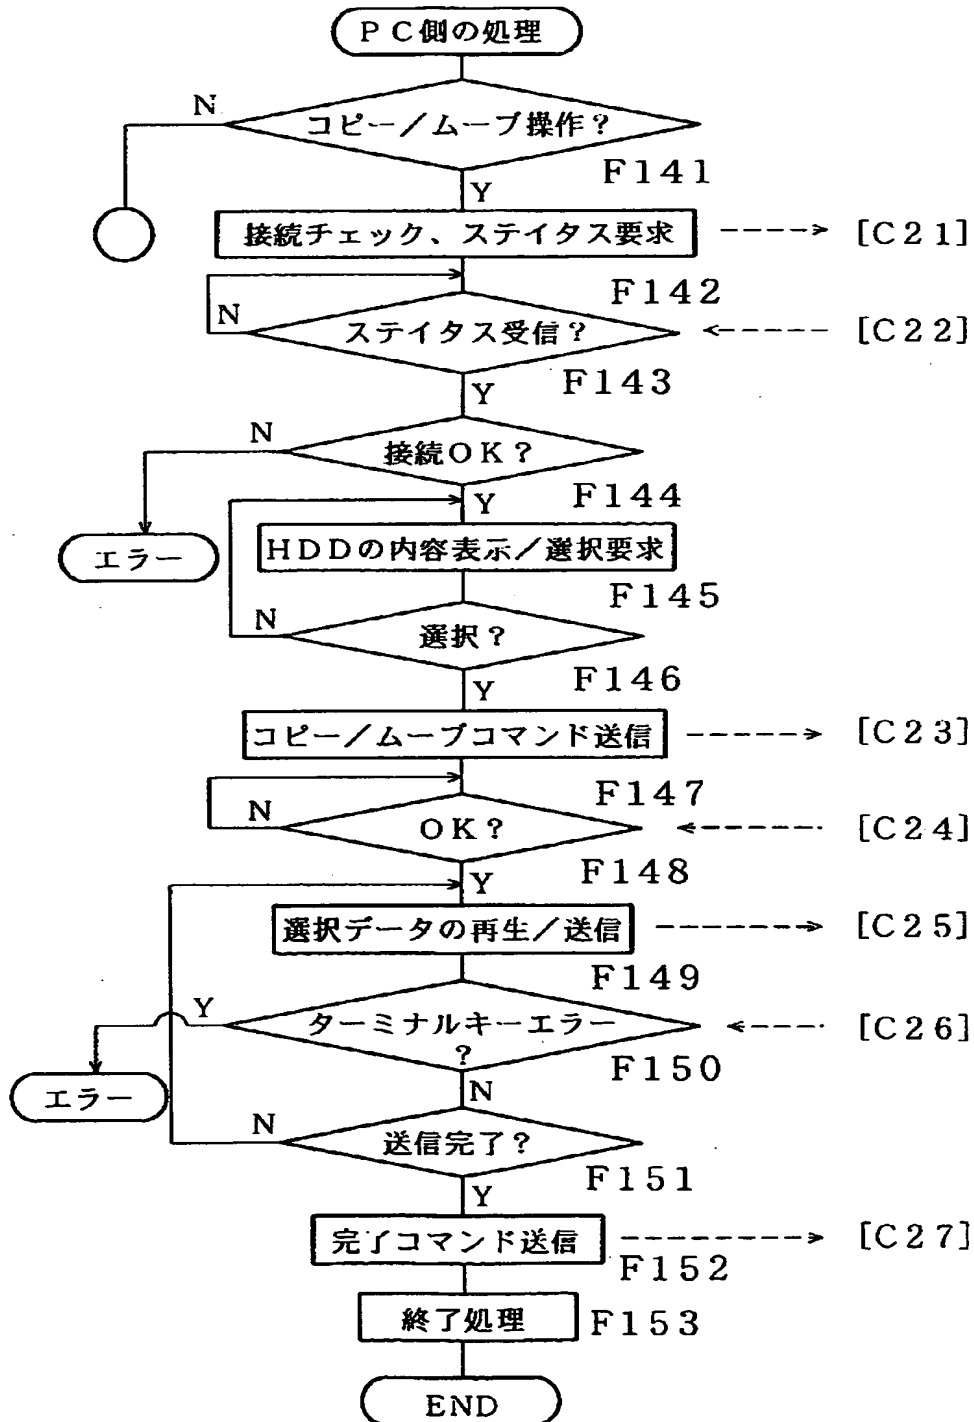 PC側の処理
N
コピー/ムーブ操作?
F141
Y
接続チェック、ステイタス要求
[C21]
F142
N
ステイタス受信?
[C22]
F143
Y
N
接続OK?
F144
Y
エラー
HDDの内容表示/選択要求
F145
N
選択?
F146
Y
コピー/ムーブコマンド送信
[C23]
F147
N
OK?
[C24]
F148
Y
選択データの再生/送信
[C25]
F149
Y
ターミナルキーエラー
?
[C26]
F150
エラー
N
N
送信完了?
F151
Y
完了コマンド送信
[C27]
F152
終了処理
F153
END